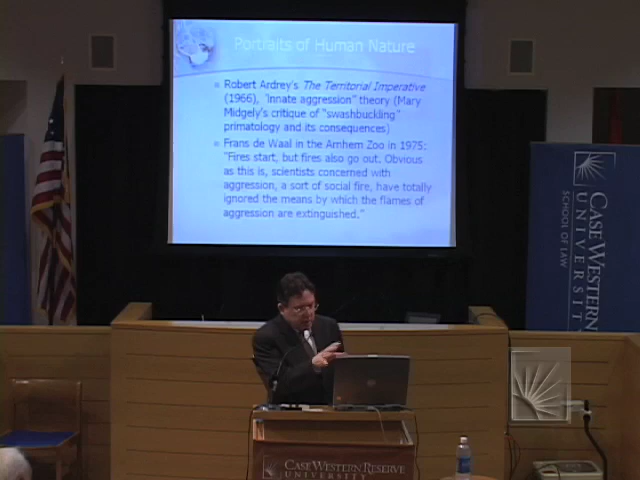 Portraits of Human Nature
Robert Ardrey's The Territorial Imperative
(1966), "innate aggression" theory (Mary
Midgely's critique of "swashbuckling"
primatology and its consequences)
Frans de Waal in the Arnhem Zoo in 1975:
"Fires start, but fires also go out. Obvious
as this is, scientists concerned with
aggression, a sort of social fire, have totally
ignored the means by which the flames of
aggression are extinguished."
CASE WESTERN RESERVE
UNIVERSITY
SCHOOL OF LAW
CASE WESTERN RESERVE
UNIVERSITY